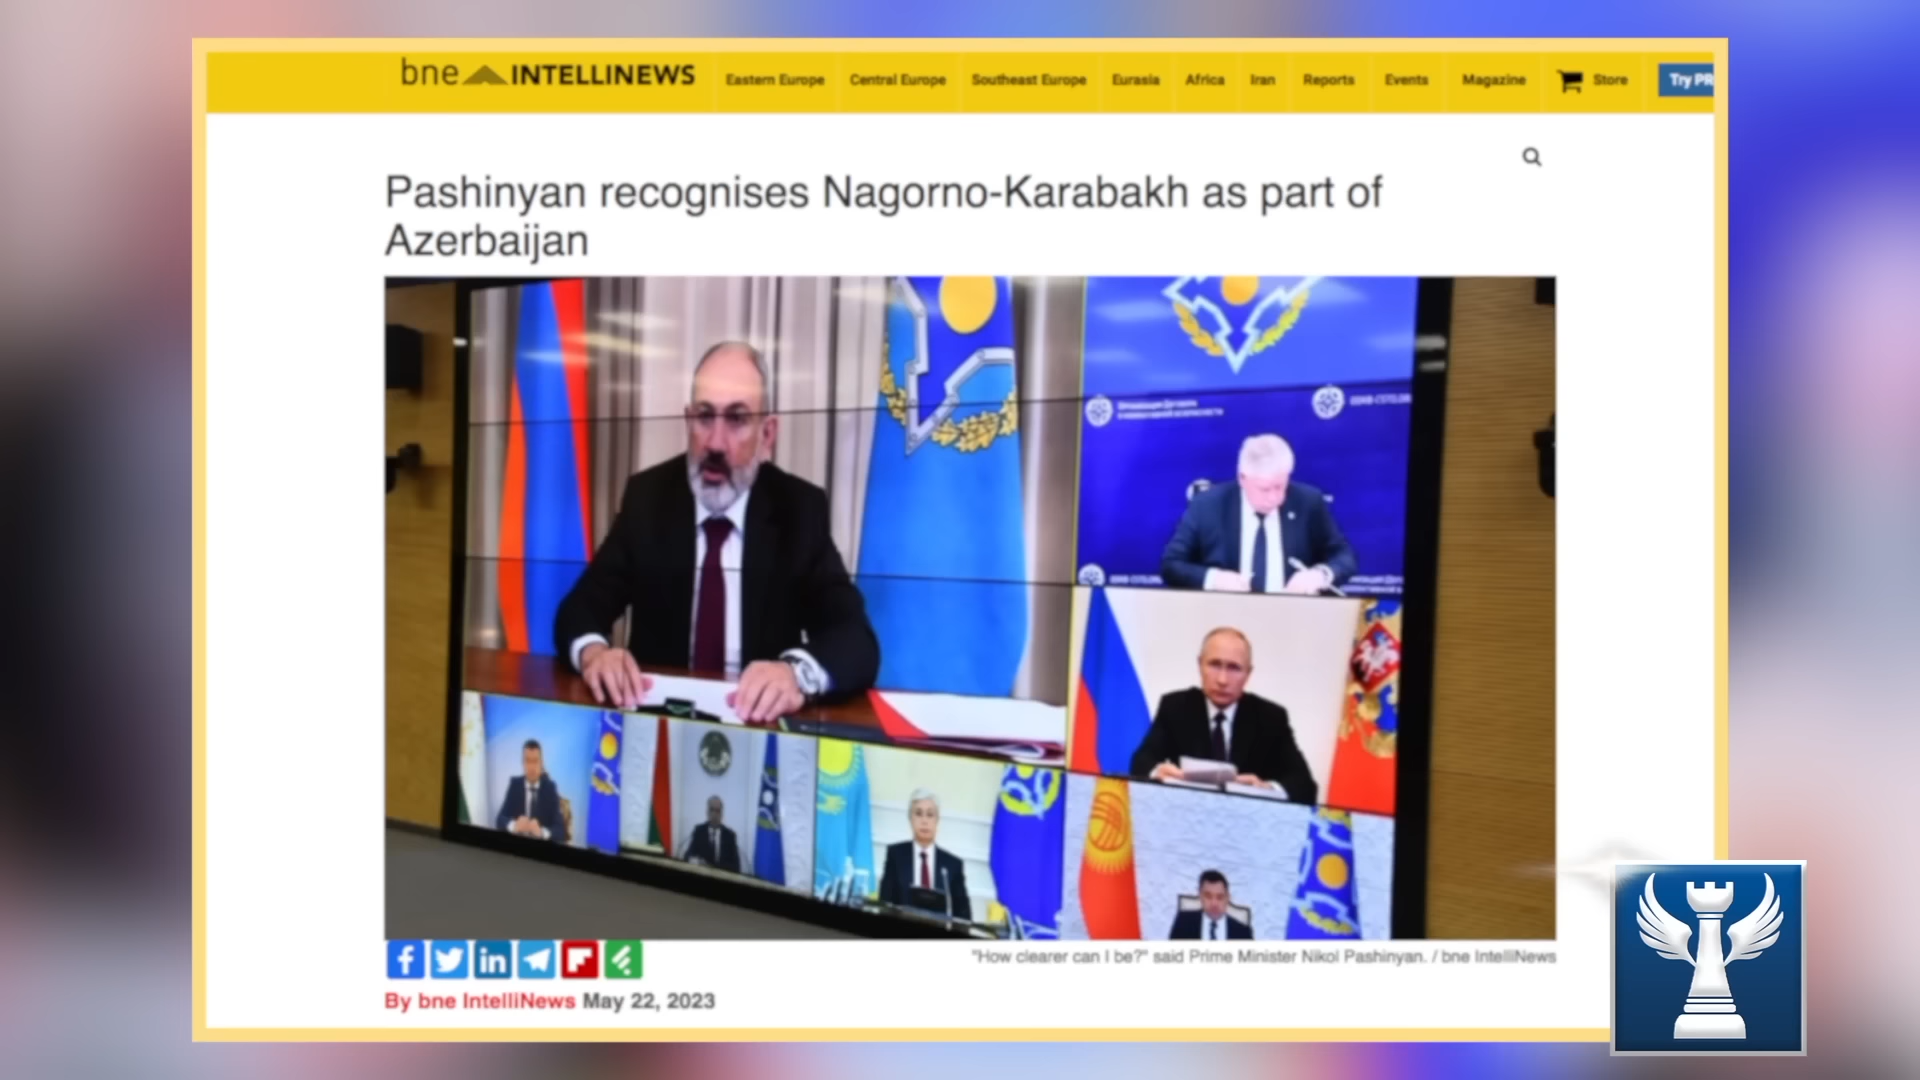 bne INTELLINEWS
Eastern Europe Central Europe Southeast Europe Eurasia Africa Iran Reports Events Magazine Store Try PR
Pashinyan recognises Nagorno-Karabakh as part of
Azerbaijan
"How clearer can I be?" said Prime Minister Nikol Pashinyan. / bne IntelliNews
By bne IntelliNews May 22, 2023